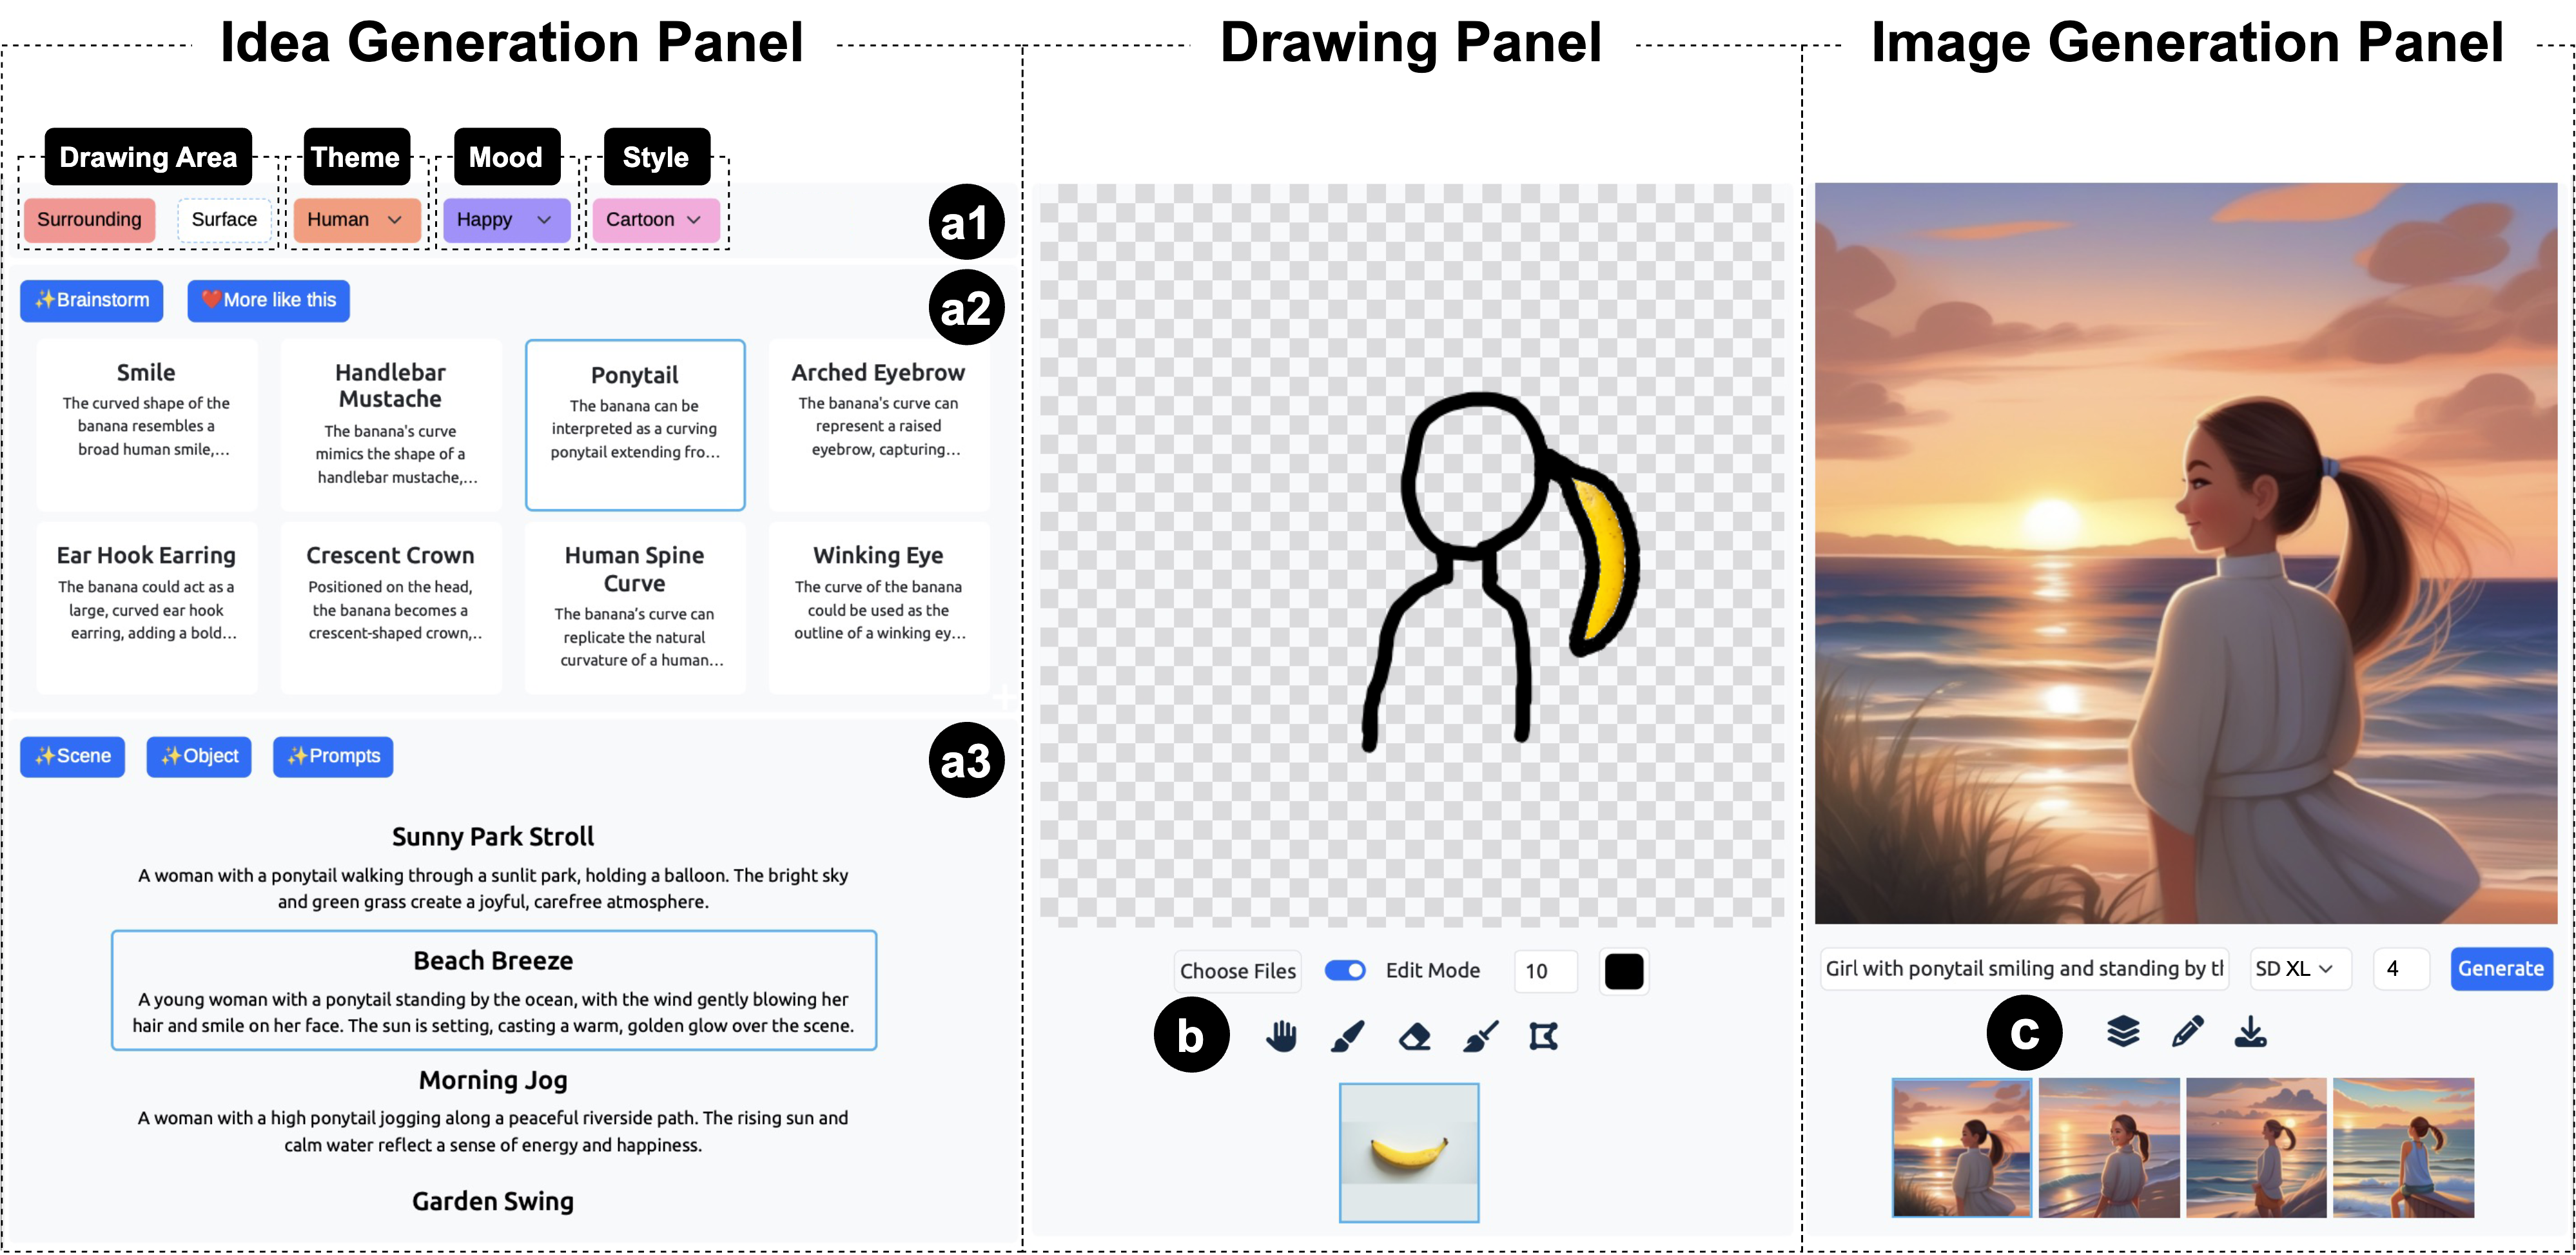 Idea Generation Panel
Drawing Panel
Image Generation Panel
Drawing Area
Theme
Mood
Style
Surrounding
Surface
Human
Happy
Cartoon
a1
✨Brainstorm
❤️More like this
a2
Smile
The curved shape of the
banana resembles a
broad human smile,...
Handlebar
Mustache
The banana's curve
mimics the shape of a
handlebar mustache,...
Ponytail
The banana can be
interpreted as a curving
ponytail extending fro...
Arched Eyebrow
The banana's curve can
represent a raised
eyebrow, capturing...
Ear Hook Earring
The banana could act as a
large, curved ear hook
earring, adding a bold...
Crescent Crown
Positioned on the head,
the banana becomes a
crescent-shaped crown,..
Human Spine
Curve
The banana's curve can
replicate the natural
curvature of a human...
Winking Eye
The curve of the banana
could be used as the
outline of a winking ey...
✨Scene
✨Object
✨Prompts
a3
Sunny Park Stroll
A woman with a ponytail walking through a sunlit park, holding a balloon. The bright sky
and green grass create a joyful, carefree atmosphere.
Beach Breeze
A young woman with a ponytail standing by the ocean, with the wind gently blowing her
hair and smile on her face. The sun is setting, casting a warm, golden glow over the scene.
Morning Jog
A woman with a high ponytail jogging along a peaceful riverside path. The rising sun and
calm water reflect a sense of energy and happiness.
Garden Swing
Choose Files
Edit Mode
10
b
Girl with ponytail smiling and standing by tl
SD XL
4
Generate
c